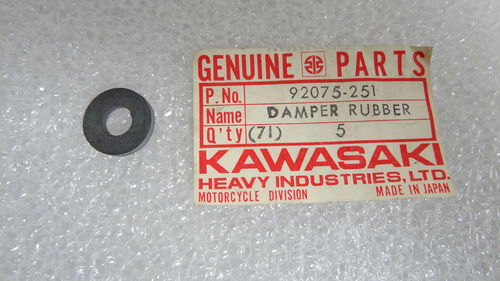 GENUINE PARTS
P. No. 92075-251
Name DAMPER RUBBER
Q'ty (71) 5
KAWASAKI
HEAVY INDUSTRIES, LTD.
MOTORCYCLE DIVISION MADE IN JAPAN